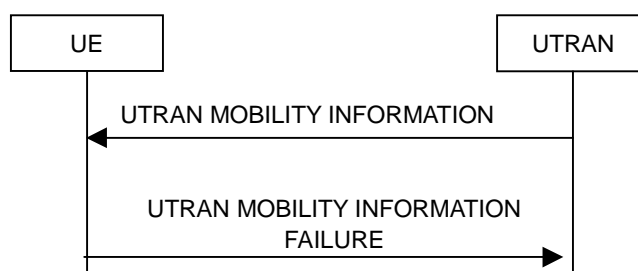 UE
UTRAN
UTRAN MOBILITY INFORMATION
UTRAN MOBILITY INFORMATION
FAILURE